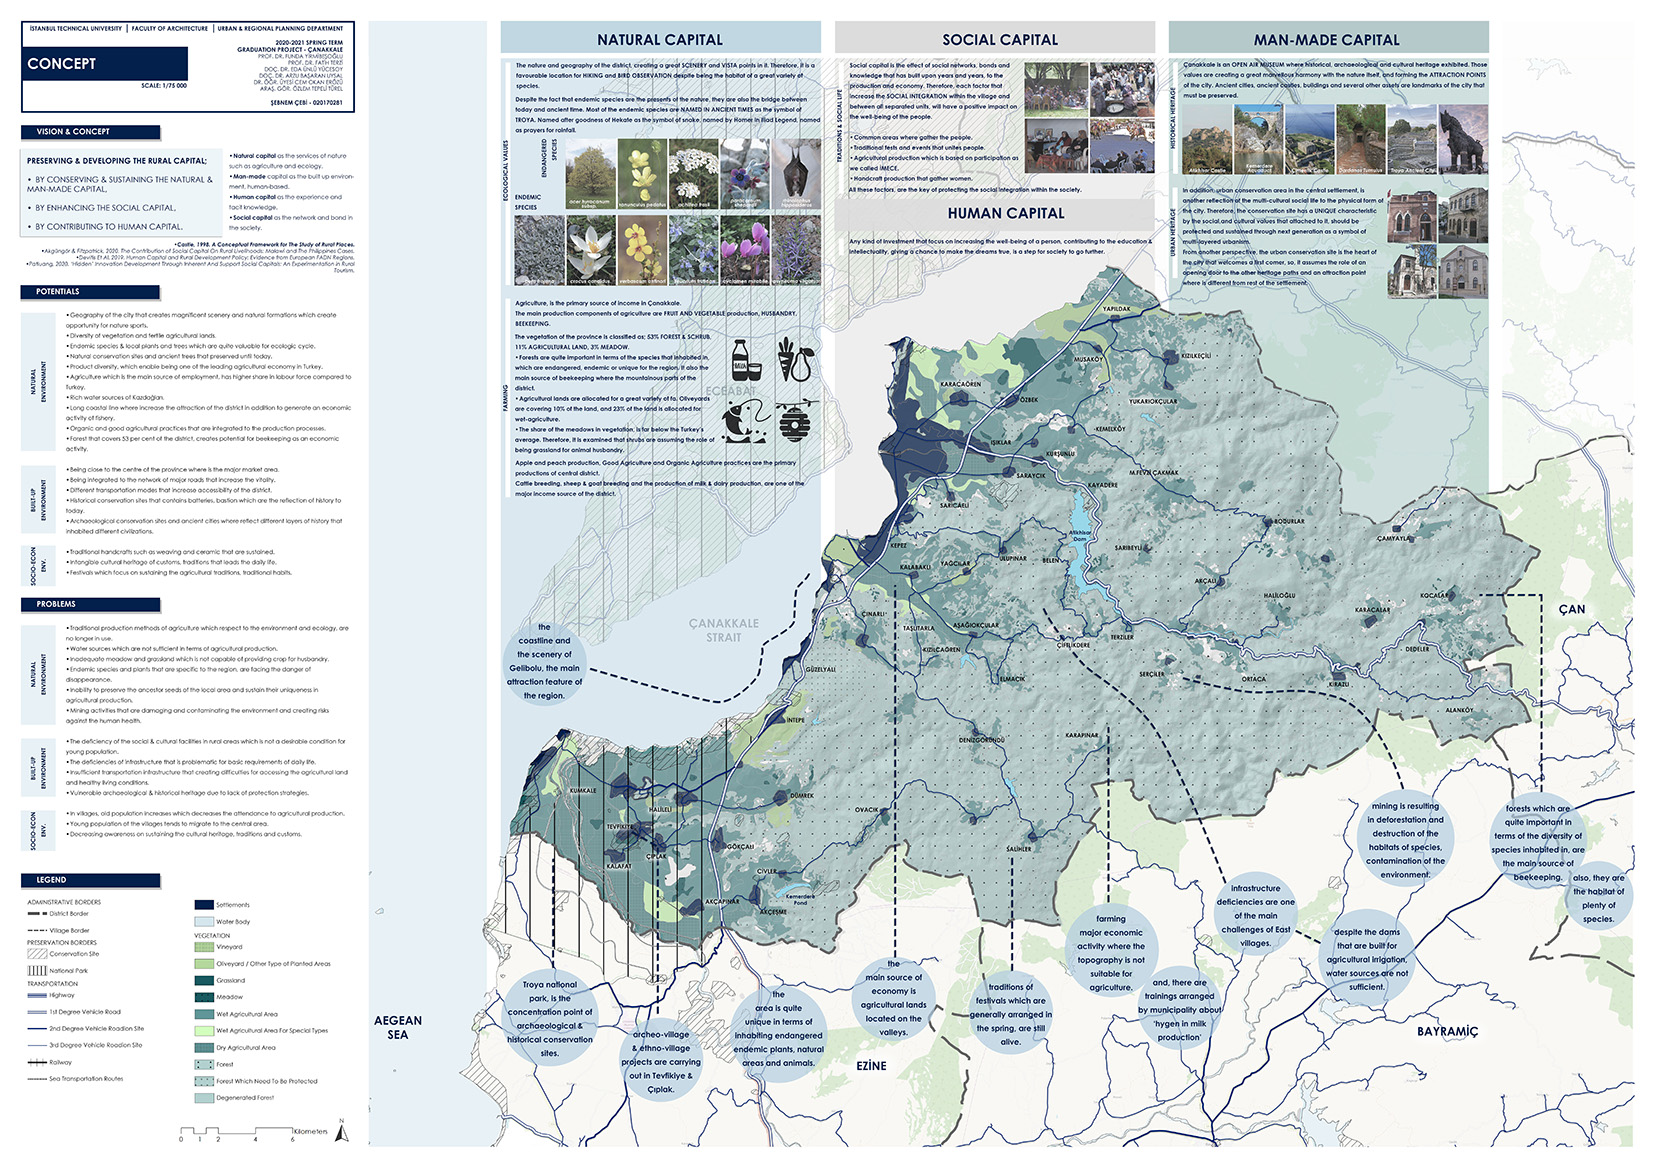 İSTANBUL TECHNICAL UNIVERSITY | FACULTY OF ARCHITECTURE | URBAN & REGIONAL PLANNING DEPARTMENT
CONCEPT
SCALE: 1/75 000
2020-2021 SPRING TERM
GRADUATION PROJECT - ÇANAKKALE
PROF. DR. FUNDA YİRMİBEŞOĞLU
PROF. DR. FATİH TERZİ
DOÇ. DR. EDA ÜNLÜ YÜCESOY
DOÇ. DR. ARZU BAŞARAN UYSAL
DR. ÖĞR. ÜYESİ CEM OKAN ERÖZÜ
ARAŞ. GÖR. ÖZLEM TEPELİ TÜREL
ŞEBNEM ÇEBİ - 020170281
VISION & CONCEPT
PRESERVING & DEVELOPING THE RURAL CAPITAL;
• BY CONSERVING & SUSTAINING THE NATURAL &
MAN-MADE CAPITAL,
• BY ENHANCING THE SOCIAL CAPITAL,
• BY CONTRIBUTING TO HUMAN CAPITAL.
• Natural capital as the services of nature
such as agriculture and ecology.
• Man-made capital as the built up environ-
ment, human-based.
• Human capital as the experience and
tacit knowledge.
• Social capital as the network and bond in
the society.
•Castle, 1998. A Conceptual Framework for The Study of Rural Places.
•Akgüngör & Fitzpatrick, 2020. The Contribution of Social Capital On Rural Livelihoods: Malawi and The Philippines Cases.
•Devrits Et Al, 2019. Human Capital and Rural Development Policy: Evidence from European FADN Regions.
•Partiuang, 2020. 'Hidden' Innovation Development Through Inherent And Support Social Capitals: An Experimentation in Rural
Tourism.
POTENTIALS
NATURAL ENVIRONMENT
• Geography of the city that creates magnificent scenery and natural formations which create
opportunity for nature sports.
• Diversity of vegetation and fertile agricultural lands.
• Endemic species & local plants and trees which are quite valuable for ecologic cycle.
• Natural conservation sites and ancient trees that preserved until today.
• Product diversity, which enable being one of the leading agricultural economy in Turkey.
• Agriculture which is the main source of employment, has higher share in labour force compared to
Turkey.
• Rich water sources of Kazdağları.
• Long coastal line where increase the attraction of the district in addition to generate an economic
activity of fishery.
• Organic and good agricultural practices that are integrated to the production processes.
• Forest that covers 53 per cent of the district, creates potential for beekeeping as an economic
activity.
BUILT-UP ENVIRONMENT
• Being close to the centre of the province where is the major market area.
• Being integrated to the network of major roads that increase the vitality.
• Different transportation modes that increase accessibility of the district.
• Historical conservation sites that contains batteries, bastion which are the reflection of history to
today.
• Archaeological conservation sites and ancient cities where reflect different layers of history that
inhabited different civilizations.
SOCIO-ECON ENV.
• Traditional handcrafts such as weaving and ceramic that are sustained.
• Intangible cultural heritage of customs, traditions that leads the daily life.
• Festivals which focus on sustaining the agricultural traditions, traditional habits.
PROBLEMS
NATURAL ENVIRONMENT
• Traditional production methods of agriculture which respect to the environment and ecology, are
no longer in use.
• Water sources which are not sufficient in terms of agricultural production.
• Inadequate meadow and grassland which is not capable of providing crop for husbandry.
• Endemic species and plants that are specific to the region, are facing the danger of
disappearance.
• Inability to preserve the ancestor seeds of the local area and sustain their uniqueness in
agricultural production.
• Mining activities that are damaging and contaminating the environment and creating risks
against the human health.
BUILT-UP ENVIRONMENT
• The deficiency of the social & cultural facilities in rural areas which is not a desirable condition for
young population.
• The deficiencies of infrastructure that is problematic for basic requirements of daily life.
• Insufficient transportation infrastructure that creating difficulties for accessing the agricultural land
and healthy living conditions.
• Vulnerable archaeological & historical heritage due to lack of protection strategies.
SOCIO-ECON ENV.
• In villages, old population increases which decreases the attendance to agricultural production.
• Young population of the villages tends to migrate to the central area.
• Decreasing awareness on sustaining the cultural heritage, traditions and customs.
LEGEND
ADMINISTRATIVE BORDERS
District Border
Village Border
PRESERVATION BORDERS
Conservation Site
National Park
TRANSPORTATION
Highway
1st Degree Vehicle Road
2nd Degree Vehicle Roadion Site
3rd Degree Vehicle Roadion Site
Railway
Sea Transportation Routes
Settlements
Water Body
VEGETATION
Vineyard
Oliveyard / Other Type of Planted Areas
Grassland
Meadow
Wet Agricultural Area
Wet Agricultural Area For Special Types
Dry Agricultural Area
Forest
Forest Which Need To Be Protected
Degenerated Forest
0 1 2 4 6 Kilometers
N
NATURAL CAPITAL
ECOLOGICAL VALUES
The nature and geography of the district, creating a great SCENERY and VISTA points in it. Therefore, it is a
favourable location for HIKING and BIRD OBSERVATION despite being the habitat of a great variety of
species.
Despite the fact that endemic species are the presents of the nature, they are also the bridge between
today and ancient time. Most of the endemic species are NAMED IN ANCIENT TIMES as the symbol of
TROYA. Named after goodness of Hekate as the symbol of snake, named by Homer in Iliad Legend, named
as prayers for rainfall.
ENDANGERED SPECIES
ENDEMIC
SPECIES
crocus candidus
cyclamen mirabile
FARMING
Agriculture, is the primary source of income in Çanakkale.
The main production components of agriculture are FRUIT AND VEGETABLE production, HUSBANDRY,
BEEKEEPING.
The vegetation of the province is classified as; 53% FOREST & SCHRUB,
11% AGRICULTURAL LAND, 3% MEADOW.
• Forests are quite important in terms of the species that inhabited in,
which are endangered, endemic or unique for the region. It also the
main source of beekeeping where the mountainous parts of the
district.
• Agricultural lands are allocated for a great variety of fa. Oliveyards
are covering 10% of the land, and 23% of the land is allocated for
wet-agriculture.
• The share of the meadows in vegetation; is far below the Turkey's
average. Therefore, it is examined that shrubs are assuming the role of
being grassland for animal husbandry.
Apple and peach production, Good Agriculture and Organic Agriculture practices are the primary
productions of central district.
Cattle breeding, sheep & goat breeding and the production of milk & dairy production, are one of the
major income source of the district.
ECEABAT
SOCIAL CAPITAL
TRADITIONS & SOCIAL LIFE
Social capital is the effect of social networks, bonds and
knowledge that has built upon years and years, to the
production and economy. Therefore, each factor that
increase the SOCIAL INTEGRATION within the village and
between all separated units, will have a positive impact on
the well-being of the people.
• Common areas where gather the people.
• Traditional fests and events that unites people.
• Agricultural production which is based on participation as
we called IMECE.
• Handcraft production that gather women.
All these factors, are the key of protecting the social integration within the society.
HUMAN CAPITAL
Any kind of investment that focus on increasing the well-being of a person, contributing to the education &
intellectuality, giving a chance to make the dreams true, is a step for society to go further.
MAN-MADE CAPITAL
HISTORICAL HERITAGE
Çanakkale is an OPEN AIR MUSEUM where historical, archaeological and cultural heritage exhibited. Those
values are creating a great marvellous harmony with the nature itself, and forming the ATTRACTION POINTS
of the city. Ancient cities, ancient castles, buildings and several other assets are landmarks of the city that
must be preserved.
Atikhisar Castle
Kemerdere Aqueduct
Çimenlik Castle
Dardanos Tumulus
Troya Ancient City
URBAN HERITAGE
In addition; urban conservation area in the central settlement, is
another reflection of the multi-cultural social life to the physical form of
the city. Therefore, the conservation site has a UNIQUE characteristic
by the social and cultural values that attached to it, should be
protected and sustained through next generation as a symbol of
multi-layered urbanism.
From another perspective, the urban conservation site is the heart of
the city that welcomes a first corner, so, it assumes the role of an
opening door to the other heritage paths and an attraction point
where is different from rest of the settlement.
YAPILDAK
MUSAKÖY
KIZILKEÇİLİ
KARACAÖREN
ÖZBEK
YUKARIOKÇULAR
KEMELKÖY
IŞIKLAR
KURŞUNLU
SARAYCIK
M.FEVZİ ÇAKMAK
KAYADERE
SARICAELİ
BODURLAR
ÇAMYAYLA
Atikhisar
Dam
KEPEZ
ULUPINAR
BELEN
SARIBEYLİ
KALABAKLI
YAĞCILAR
AKÇALI
HALİLOĞLU
KOCALAR
KARACALAR
ÇAN
ÇINARLI
TAŞLITARLA
AŞAĞIOKÇULAR
TERZİLER
ÇİFTLİKDERE
KIZILCAÖREN
DEDELER
ÇANAKKALE
STRAIT
GÜZELYALI
ELMACIK
SERÇİLER
ORTACA
KIRAZLI
ALANKÖY
İNTEPE
DENİZGÖRÜNDÜ
KARAPINAR
KUMKALE
HALİLELİ
DÜMREK
OVACIK
TEVFİKİYE
ÇIPLAK
GÖKÇALI
SALİHLER
KALAFAT
CİVLER
Kemerdere
Pond
AKÇAPINAR
AKÇEŞME
AEGEAN
SEA
EZİNE
BAYRAMİÇ
the
coastline and
the scenery of
Gelibolu, the main
attraction feature of
the region.
Troya national
park, is the
concentration point of
archaeological &
historical conservation
sites.
archeo-village
& ethno-village
projects are carrying
out in Tevfikiye &
Çıplak.
the
area is quite
unique in terms of
inhabiting endangered
endemic plants, natural
areas and animals.
the
main source of
economy is
agricultural lands
located on the
valleys.
traditions of
festivals which are
generally arranged in
the spring, are still
alive.
farming
major economic
activity where the
topography is not
suitable for
agriculture.
and, there are
trainings arranged
by municipality about
'hygen in milk
production'
infrastructure
deficiencies are one
of the main
challenges of East
villages.
despite the dams
that are built for
agricultural irrigation,
water sources are not
sufficient.
mining is resulting
in deforestation and
destruction of the
habitats of species,
contamination of the
environment.
forests which are
quite important in
terms of the diversity of
species inhabited in, are
the main source of
beekeeping.
also, they are
the habitat of
plenty of
species.